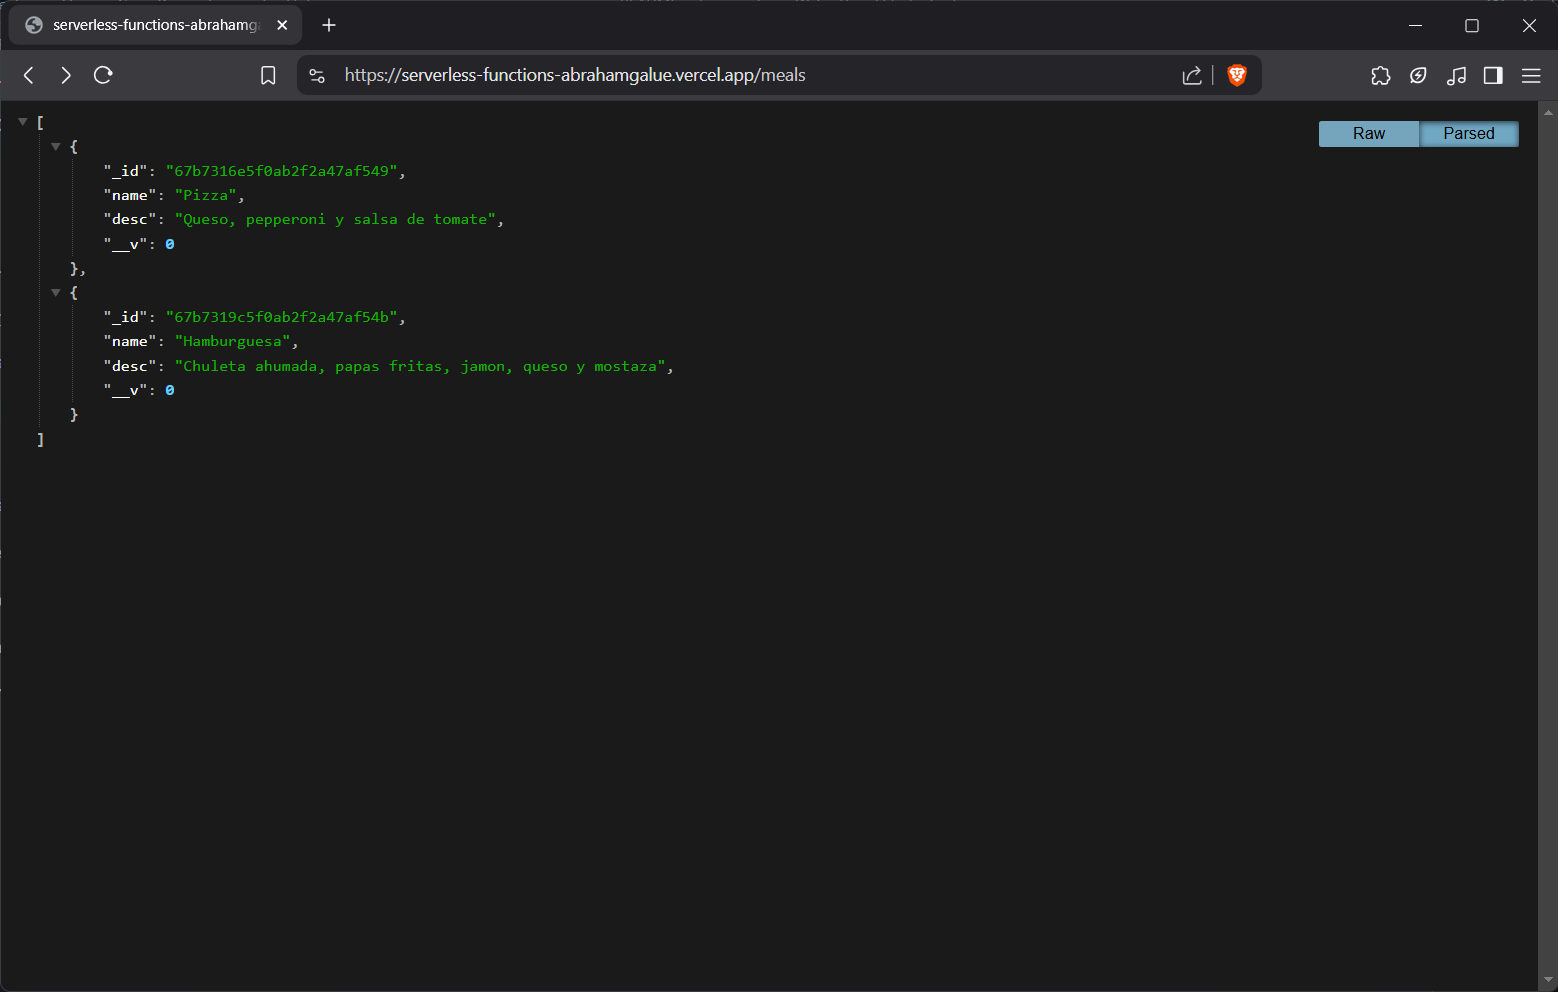 serverless-functions-abrahamg
https://serverless-functions-abrahamgalue.vercel.app/meals
Raw Parsed
[
{
"_id": "67b7316e5f0ab2f2a47af549",
"name": "Pizza",
"desc": "Queso, pepperoni y salsa de tomate",
"__v": 0
},
{
"_id": "67b7319c5f0ab2f2a47af54b",
"name": "Hamburguesa",
"desc": "Chuleta ahumada, papas fritas, jamon, queso y mostaza",
"__v": 0
}
]